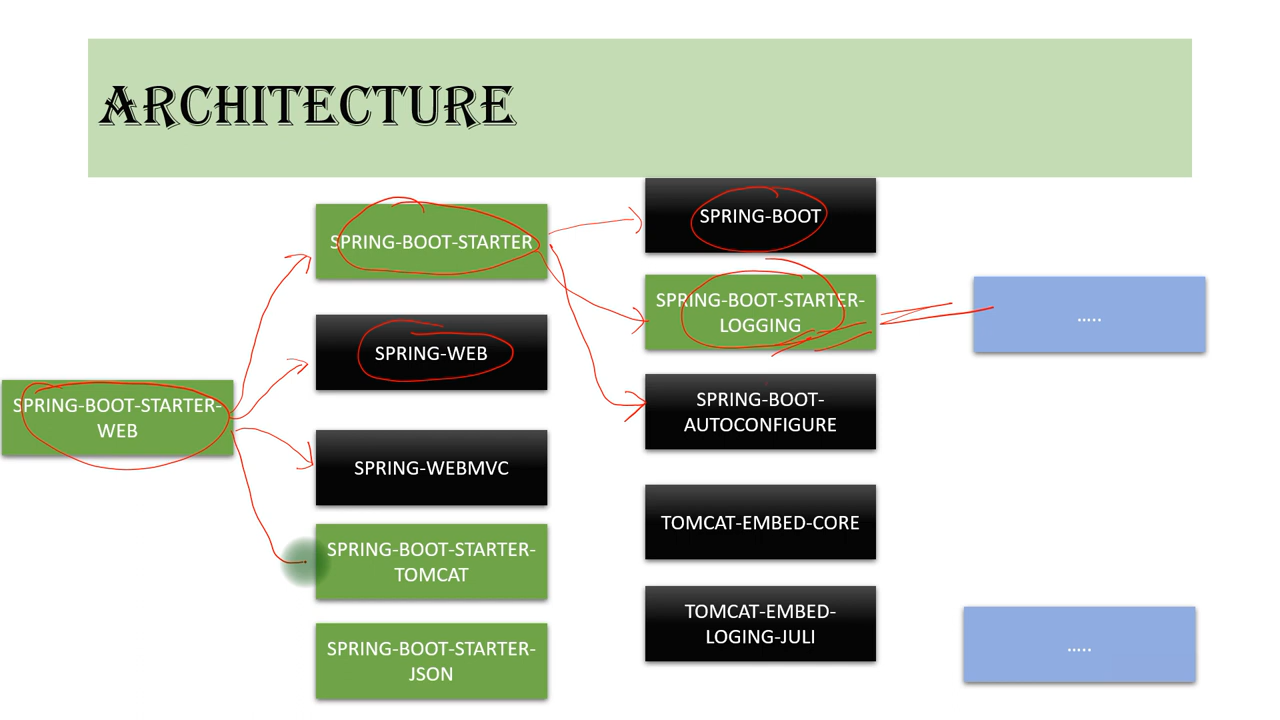 ARCHITECTURE
SPRING-BOOT-STARTER-
WEB
SPRING-BOOT-STARTER
SPRING-WEB
SPRING-WEBMVC
SPRING-BOOT-STARTER-
TOMCAT
SPRING-BOOT-STARTER-
JSON
SPRING-BOOT
SPRING-BOOT-STARTER-
LOGGING
SPRING-BOOT-
AUTOCONFIGURE
TOMCAT-EMBED-CORE
TOMCAT-EMBED-
LOGING-JULI
.....
.....